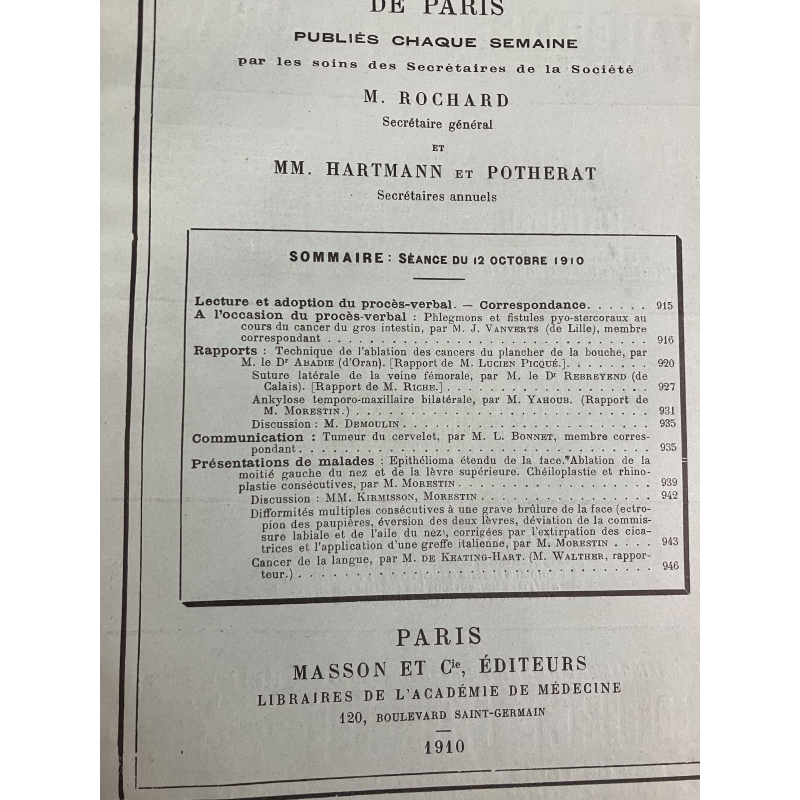 DE PARIS
PUBLIÉS CHAQUE SEMAINE
par les soins des Secrétaires de la Société
M. ROCHARD
Secrétaire général
ET
MM. HARTMANN ET POTHERAT
Secrétaires annuels
SOMMAIRE : SÉANCE DU 12 OCTOBRE 1910
Lecture et adoption du procès-verbal. — Correspondance. . . . . . 915
A l'occasion du procès-verbal : Phlegmons et fistules pyo-stercoraux au
cours du cancer du gros intestin, par M. J. VANVERTS (de Lille), membre
correspondant . . . . . . . . . . . . . . . . . . . . . . . . . . . . 916
Rapports : Technique de l'ablation des cancers du plancher de la bouche, par
M. le Dr ABADIE (d'Oran). [Rapport de M. LUCIEN PICQUÉ.]. . . . . . . . 920
Suture latérale de la veine fémorale, par M. le Dr REBREYEND (de
Calais). [Rapport de M. RICHE.] . . . . . . . . . . . . . . . . . . 927
Ankylose temporo-maxillaire bilatérale, par M. YAHOUB. (Rapport de
M. MORESTIN.) . . . . . . . . . . . . . . . . . . . . . . . . . . 931
Discussion : M. DEMOULIN . . . . . . . . . . . . . . . . . . . . . . 935
Communication : Tumeur du cervelet, par M. L. BONNET, membre corres-
pondant . . . . . . . . . . . . . . . . . . . . . . . . . . . . . . 935
Présentations de malades : Epithélioma étendu de la face. Ablation de la
moitié gauche du nez et de la lèvre supérieure. Chéiloplastie et rhino-
plastie consécutives, par M. MORESTIN . . . . . . . . . . . . . . . . 939
Discussion : MM. KIRMISSON, MORESTIN . . . . . . . . . . . . . . . 942
Difformités multiples consécutives à une grave brûlure de la face (ectro-
pion des paupières, éversion des deux lèvres, déviation de la commis-
sure labiale et de l'aile du nez), corrigées par l'extirpation des cica-
trices et l'application d'une greffe italienne, par M. MORESTIN . . . . 943
Cancer de la langue, par M. DE KEATING-HART. (M. WALTHER, rappor-
teur.) . . . . . . . . . . . . . . . . . . . . . . . . . . . . . . 946
PARIS
MASSON ET Cie, ÉDITEURS
LIBRAIRES DE L'ACADÉMIE DE MÉDECINE
120, BOULEVARD SAINT-GERMAIN
1910